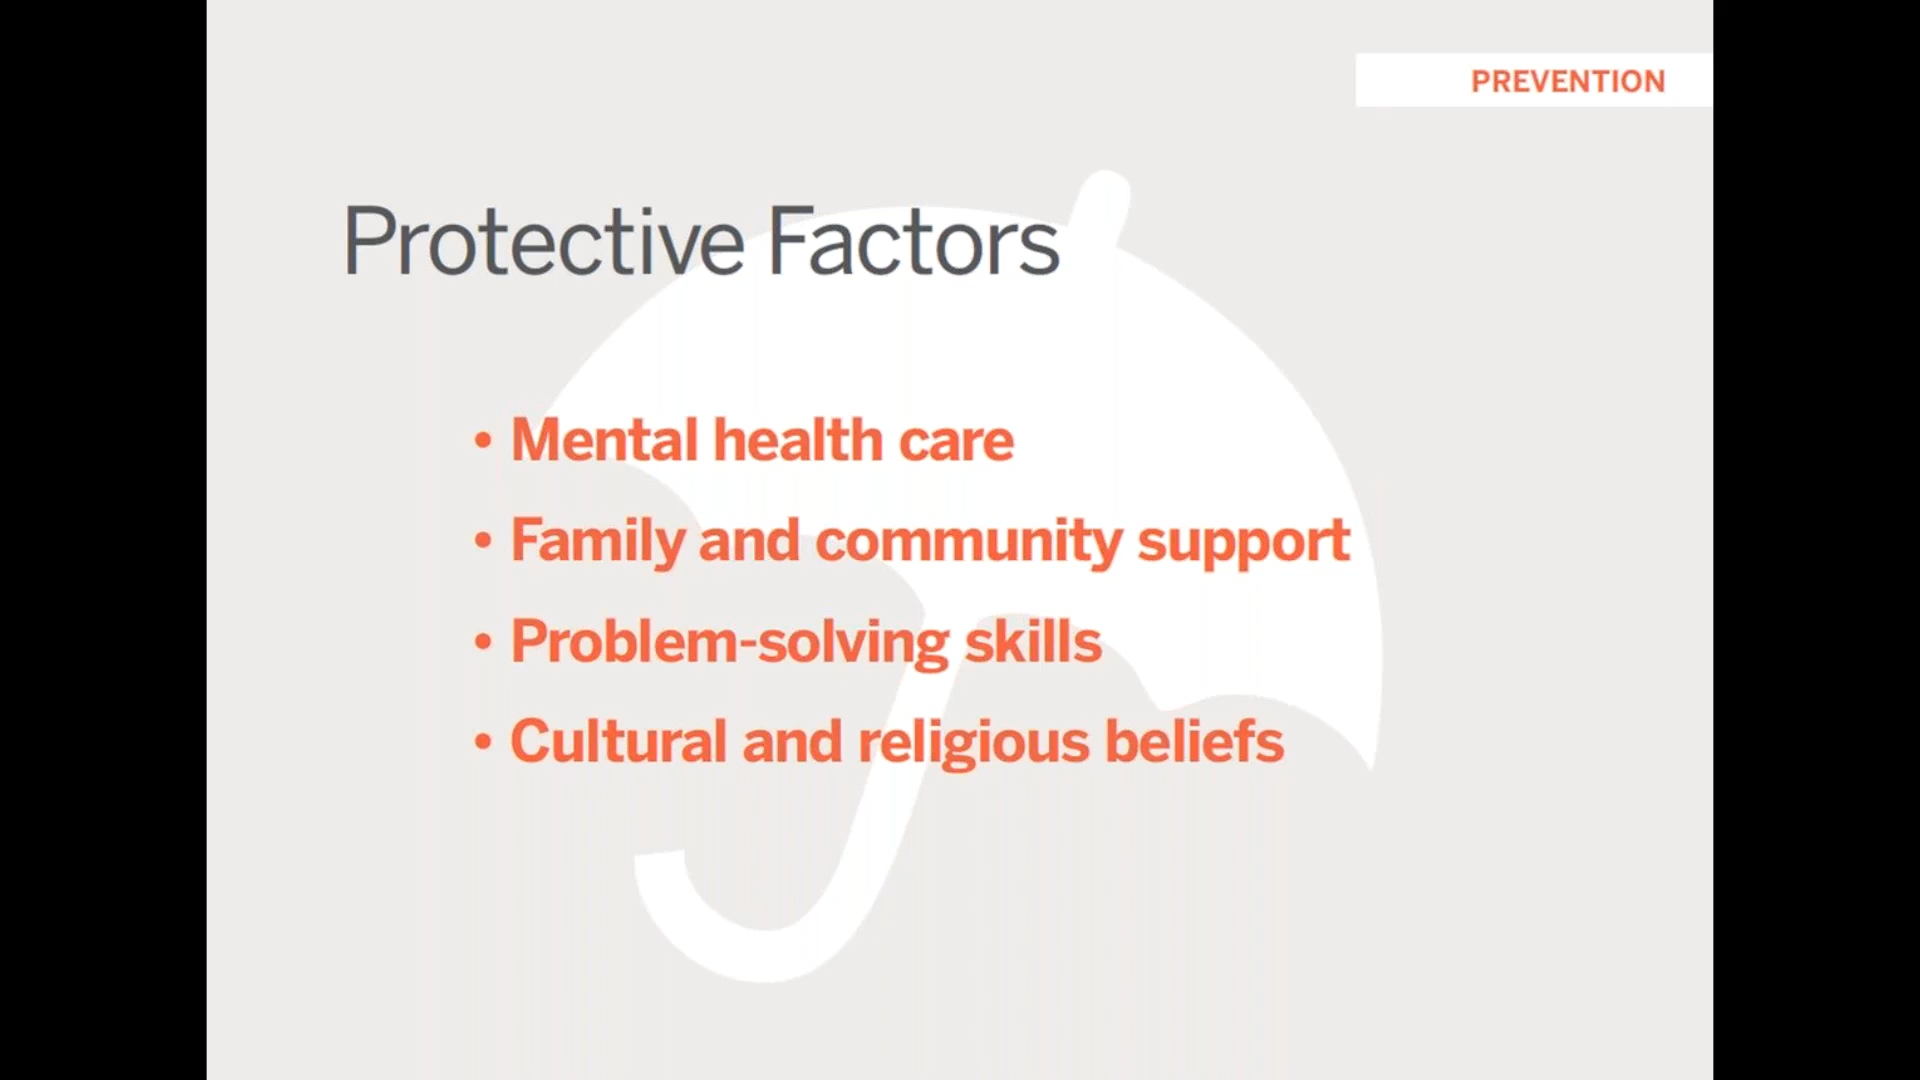 PREVENTION
Protective Factors
• Mental health care
• Family and community support
• Problem-solving skills
• Cultural and religious beliefs